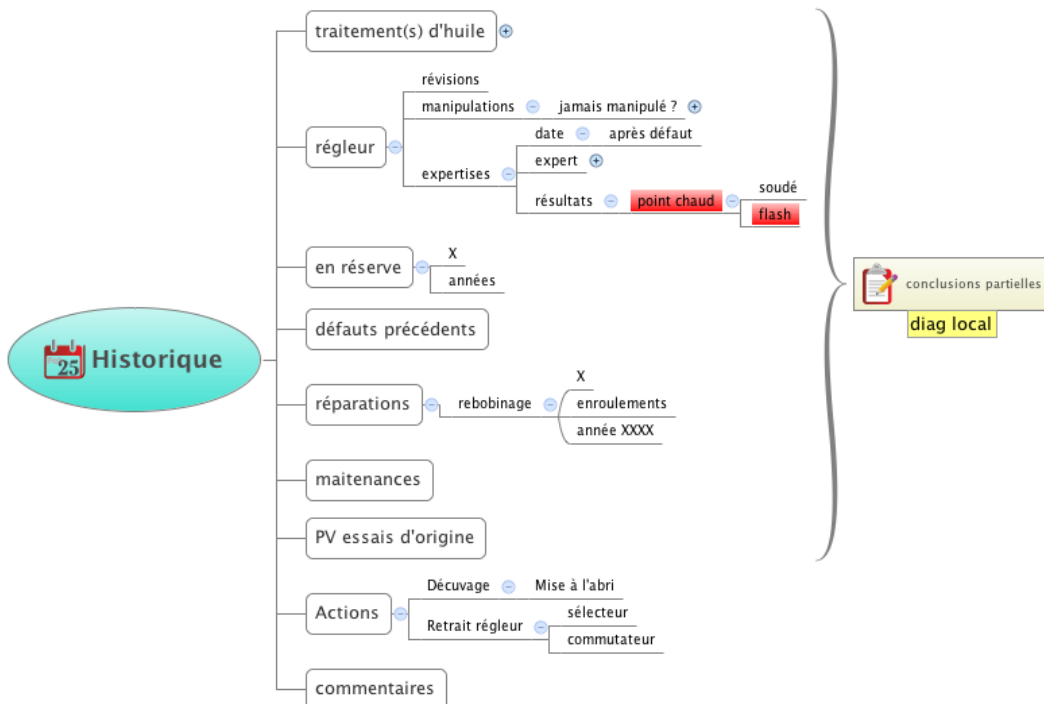 traitement(s) d'huile
régleur
révisions
manipulations
jamais manipulé ?
expertises
date
après défaut
expert
résultats
point chaud
soudé
flash
en réserve
X
années
défauts précédents
25 Historique
réparations
rebobinage
X
enroulements
année XXXX
maitenances
PV essais d'origine
Actions
Décuvage
Mise à l'abri
Retrait régleur
sélecteur
commutateur
commentaires
conclusions partielles
diag local